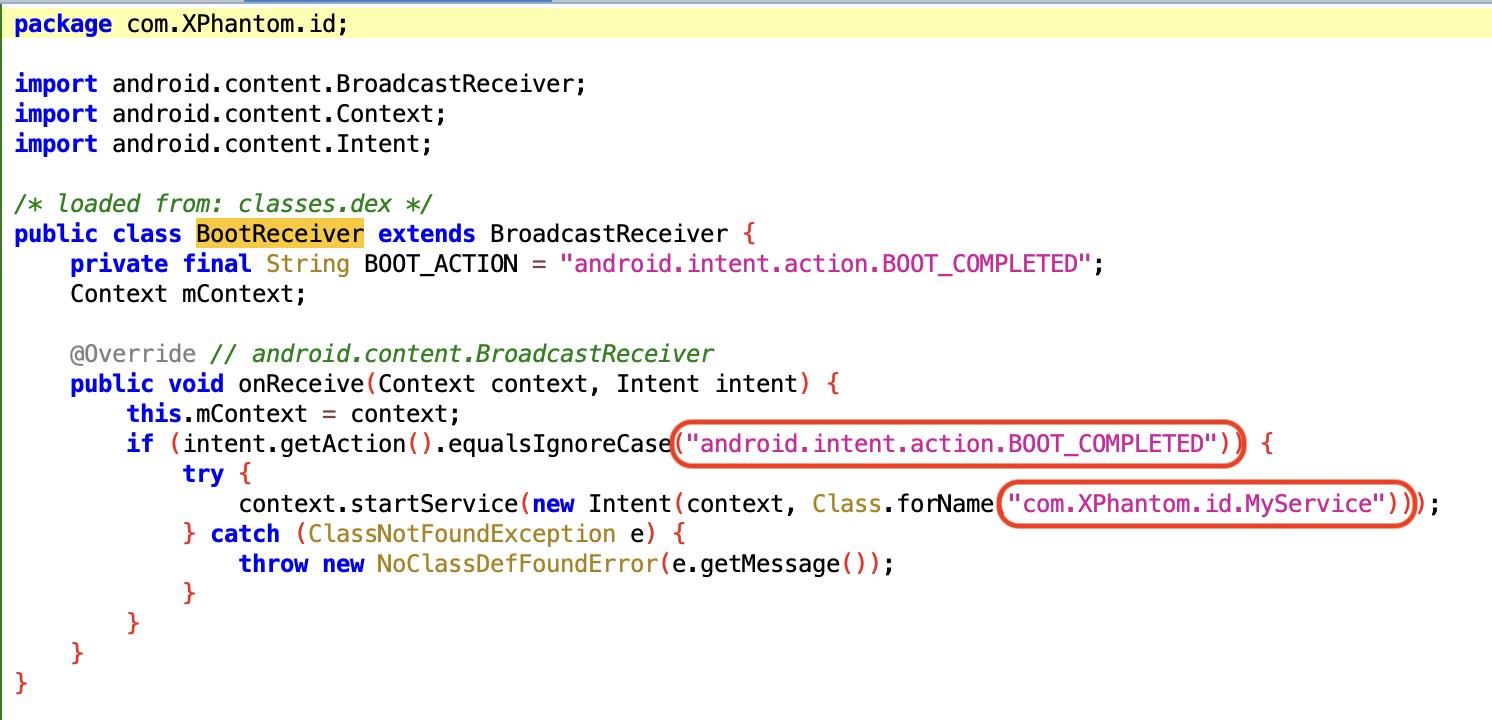 package com.XPhantom.id;
import android.content.BroadcastReceiver;
import android.content.Context;
import android.content.Intent;
/* loaded from: classes.dex */
public class BootReceiver extends BroadcastReceiver {
    private final String BOOT_ACTION = "android.intent.action.BOOT_COMPLETED";
    Context mContext;
    @Override // android.content.BroadcastReceiver
    public void onReceive(Context context, Intent intent) {
        this.mContext = context;
        if (intent.getAction().equalsIgnoreCase("android.intent.action.BOOT_COMPLETED")) {
            try {
                context.startService(new Intent(context, Class.forName("com.XPhantom.id.MyService")));
            } catch (ClassNotFoundException e) {
                throw new NoClassDefFoundError(e.getMessage());
            }
        }
    }
}